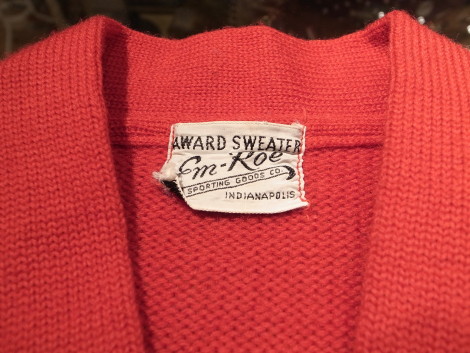 AWARD SWEATER
Em-Roe
SPORTING GOODS CO.
INDIANAPOLIS